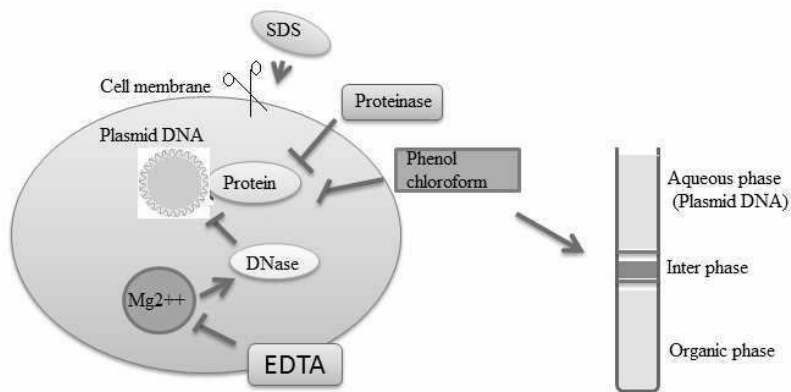 SDS
Cell membrane
Proteinase
Plasmid DNA
Phenol
chloroform
Protein
DNase
Mg2++
EDTA
Aqueous phase
(Plasmid DNA)
Inter phase
Organic phase